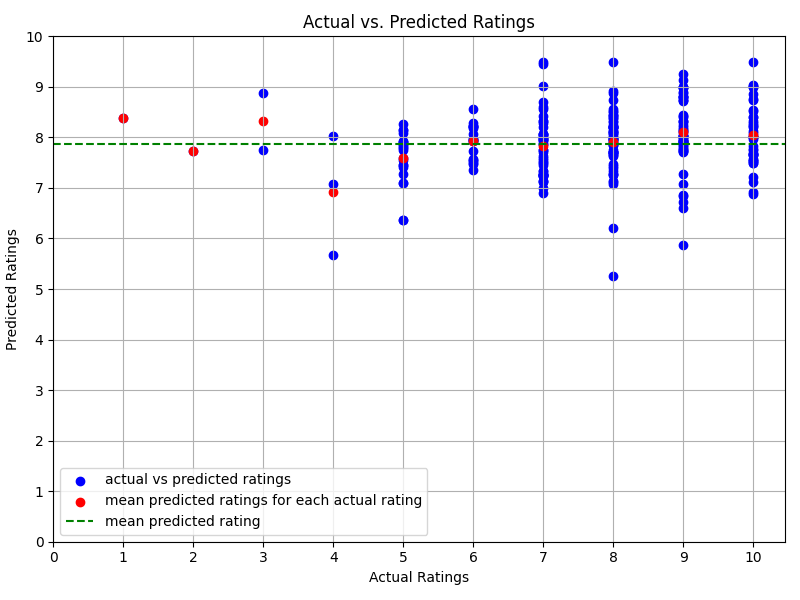 Actual vs. Predicted Ratings
10
9
8
7
6
5
4
3
2
1
0
Predicted Ratings
actual vs predicted ratings
mean predicted ratings for each actual rating
mean predicted rating
0 1 2 3 4 5 6 7 8 9 10
Actual Ratings